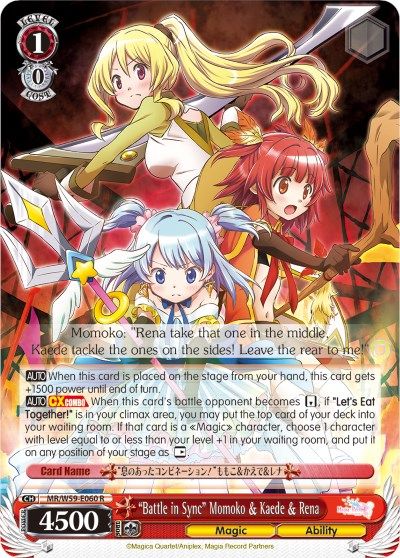 LEVEL
1
0
COST
Momoko: "Rena take that one in the middle,
Kaede tackle the ones on the sides! Leave the rear to me!"
AUTO When this card is placed on the stage from your hand, this card gets
+1500 power until end of turn.
AUTO CX COMBO When this card's battle opponent becomes [▼], if "Let's Eat
Together!" is in your climax area, you may put the top card of your deck into
your waiting room. If that card is a «Magic» character, choose 1 character
with level equal to or less than your level +1 in your waiting room, and put it
on any position of your stage as [▼].
Card Name
"息のあったコンビネーション!"ももこ&かえで&レナ
CH
MR/W59-E060 R
"Battle in Sync" Momoko & Kaede & Rena
POWER
4500
SOUL
Magic
Ability
©Magica Quartet/Aniplex, Magia Record Partners